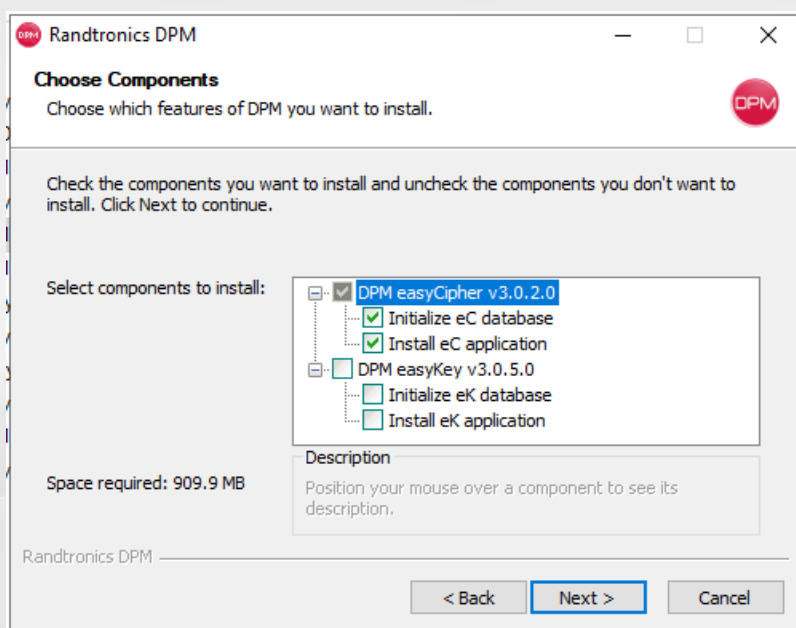 DPM Randtronics DPM
Choose Components
Choose which features of DPM you want to install.
DPM
Check the components you want to install and uncheck the components you don't want to
install. Click Next to continue.
Select components to install:
DPM easyCipher v3.0.2.0
Initialize eC database
Install eC application
DPM easyKey v3.0.5.0
Initialize eK database
Install eK application
Space required: 909.9 MB
Description
Position your mouse over a component to see its
description.
Randtronics DPM
< Back
Next >
Cancel